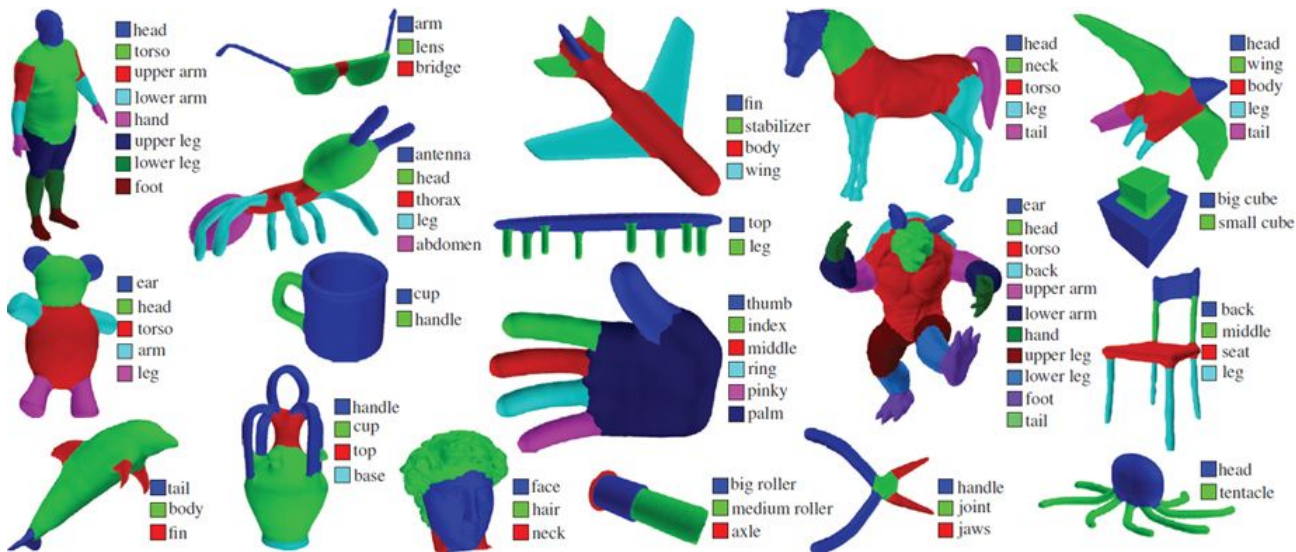 head
torso
upper arm
lower arm
hand
upper leg
lower leg
foot
arm
lens
bridge
antenna
head
thorax
leg
abdomen
fin
stabilizer
body
wing
head
neck
torso
leg
tail
head
wing
body
leg
tail
big cube
small cube
top
leg
ear
head
torso
arm
leg
cup
handle
thumb
index
middle
ring
pinky
palm
ear
head
torso
back
upper arm
lower arm
hand
upper leg
lower leg
foot
tail
back
middle
seat
leg
tail
body
fin
handle
cup
top
base
face
hair
neck
big roller
medium roller
axle
handle
joint
jaws
head
tentacle